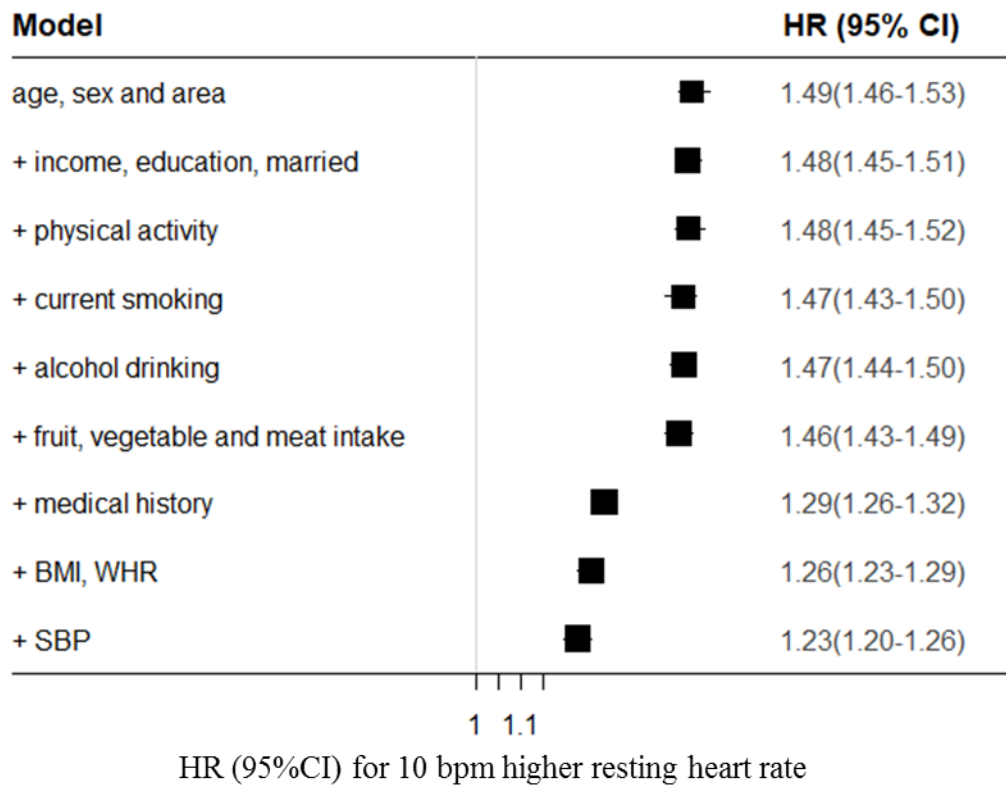 Model HR (95% CI)
age, sex and area 1.49(1.46-1.53)
+ income, education, married 1.48(1.45-1.51)
+ physical activity 1.48(1.45-1.52)
+ current smoking 1.47(1.43-1.50)
+ alcohol drinking 1.47(1.44-1.50)
+ fruit, vegetable and meat intake 1.46(1.43-1.49)
+ medical history 1.29(1.26-1.32)
+ BMI, WHR 1.26(1.23-1.29)
+ SBP 1.23(1.20-1.26)
1 1.1
HR (95%CI) for 10 bpm higher resting heart rate